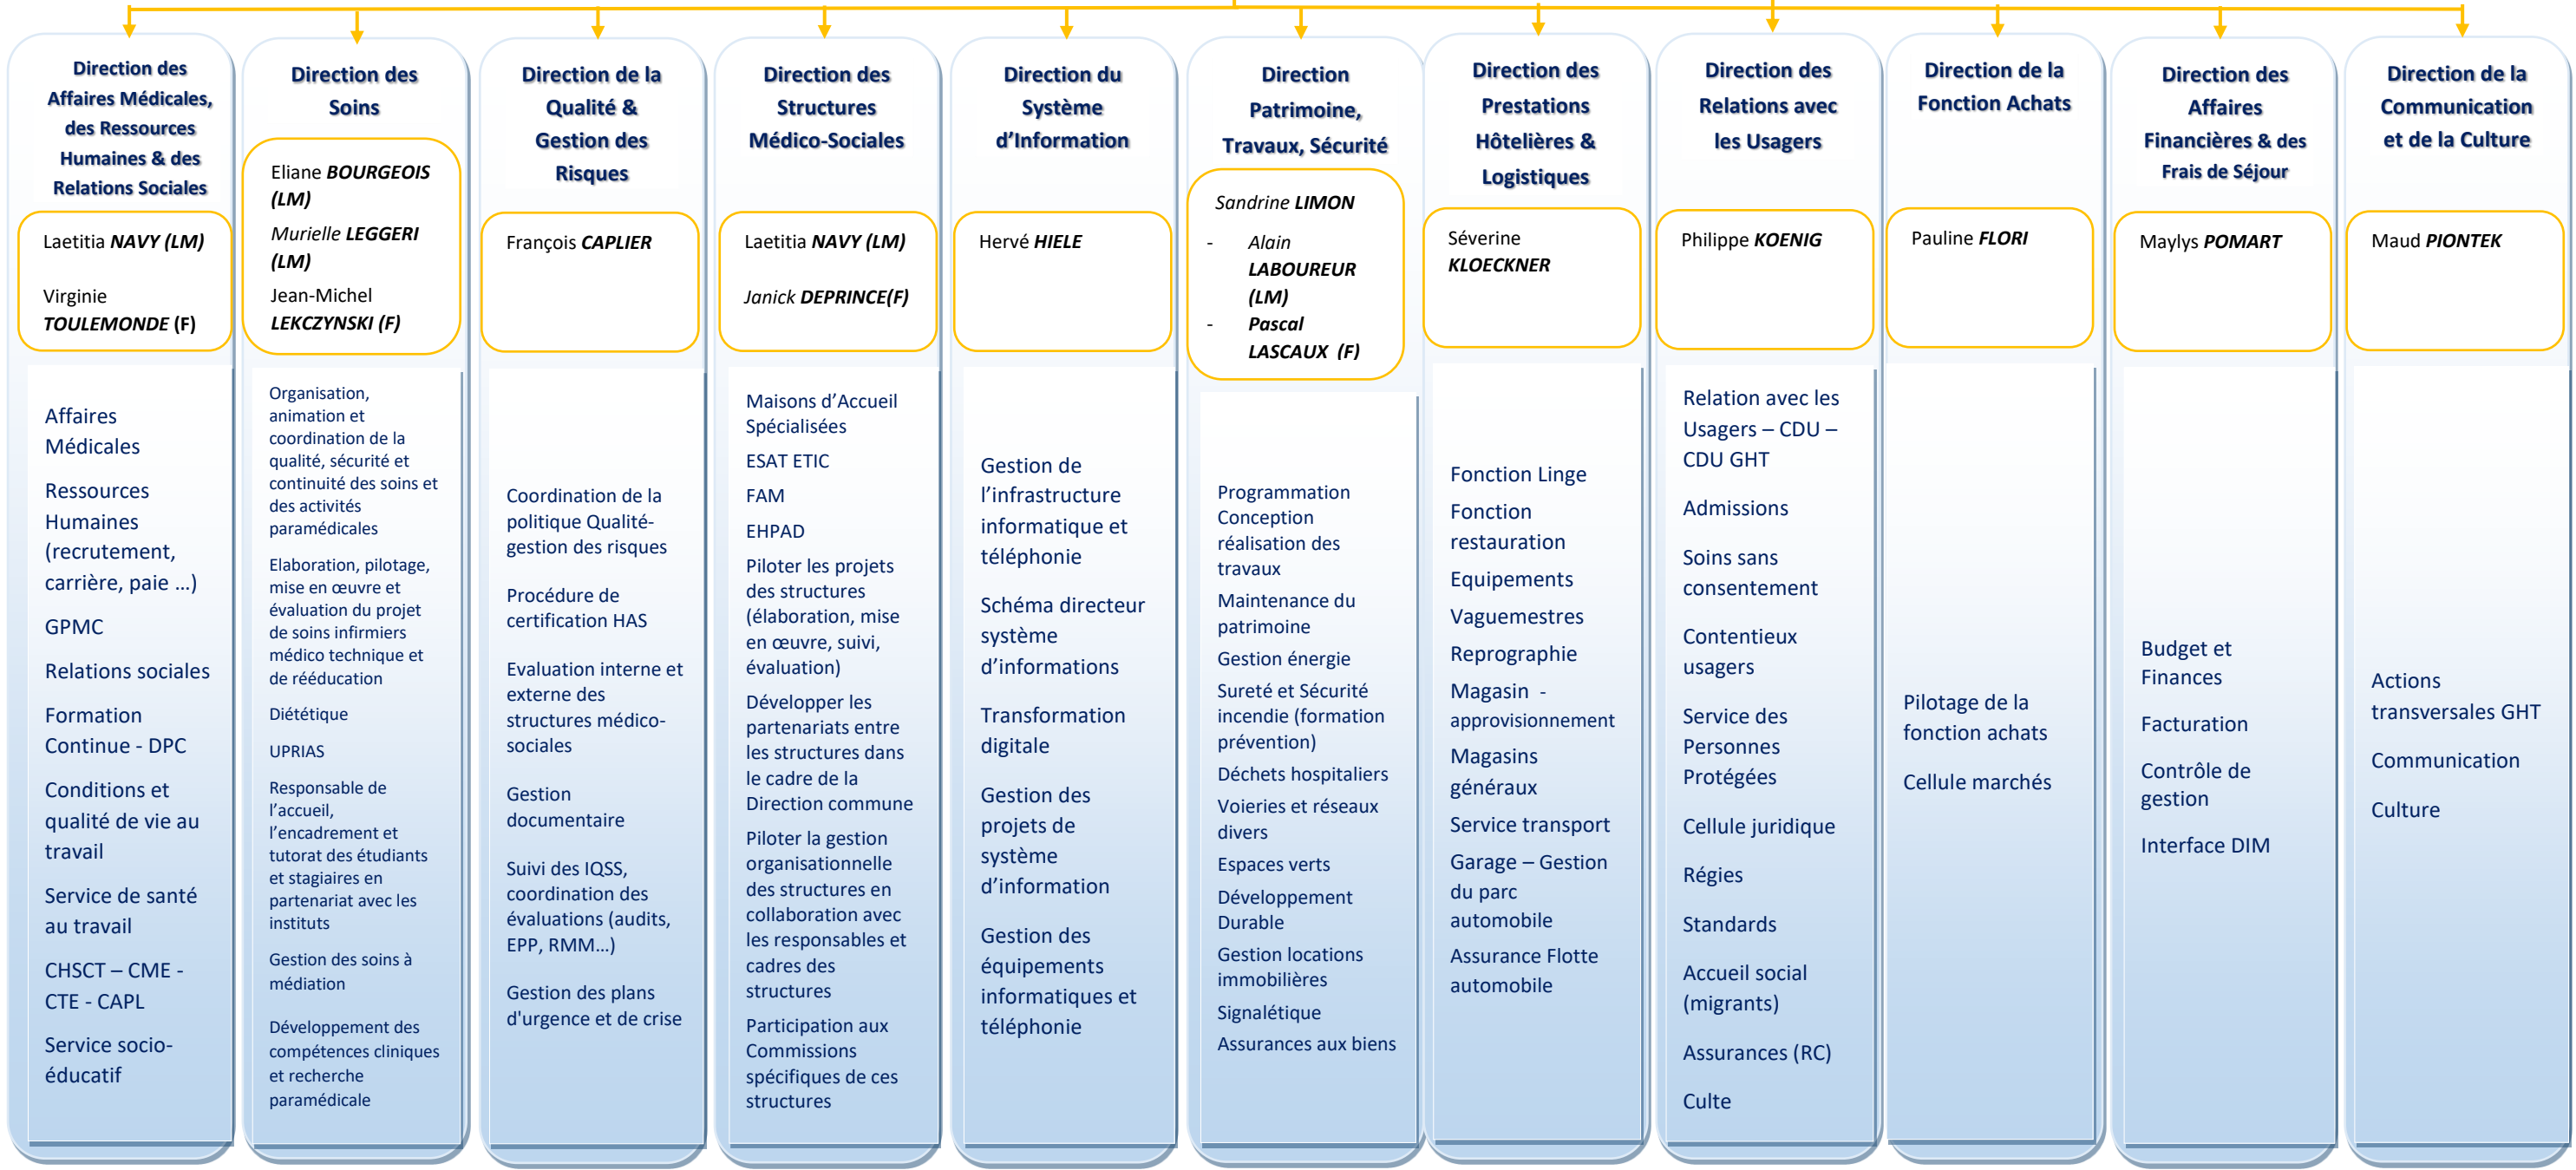 Direction des
Affaires Médicales,
des Ressources
Humaines & des
Relations Sociales
Laetitia NAVY (LM)
Virginie
TOULEMONDE (F)
Affaires
Médicales
Ressources
Humaines
(recrutement,
carrière, paie ...)
GPMC
Relations sociales
Formation
Continue - DPC
Conditions et
qualité de vie au
travail
Service de santé
au travail
CHSCT – CME -
CTE - CAPL
Service socio-
éducatif
Direction des
Soins
Eliane BOURGEOIS
(LM)
Murielle LEGGERI
(LM)
Jean-Michel
LEKCZYNSKI (F)
Organisation,
animation et
coordination de la
qualité, sécurité et
continuité des soins et
des activités
paramédicales
Elaboration, pilotage,
mise en œuvre et
évaluation du projet
de soins infirmiers
médico technique et
de rééducation
Diététique
UPRIAS
Responsable de
l’accueil,
l’encadrement et
tutorat des étudiants
et stagiaires en
partenariat avec les
instituts
Gestion des soins à
médiation
Développement des
compétences cliniques
et recherche
paramédicale
Direction de la
Qualité &
Gestion des
Risques
François CAPLIER
Coordination de la
politique Qualité-
gestion des risques
Procédure de
certification HAS
Evaluation interne et
externe des
structures médico-
sociales
Gestion
documentaire
Suivi des IQSS,
coordination des
évaluations (audits,
EPP, RMM...)
Gestion des plans
d'urgence et de crise
Direction des
Structures
Médico-Sociales
Laetitia NAVY (LM)
Janick DEPRINCE(F)
Maisons d’Accueil
Spécialisées
ESAT ETIC
FAM
EHPAD
Piloter les projets
des structures
(élaboration, mise
en œuvre, suivi,
évaluation)
Développer les
partenariats entre
les structures dans
le cadre de la
Direction commune
Piloter la gestion
organisationnelle
des structures en
collaboration avec
les responsables et
cadres des
structures
Participation aux
Commissions
spécifiques de ces
structures
Direction du
Système
d’Information
Hervé HIELE
Gestion de
l’infrastructure
informatique et
téléphonie
Schéma directeur
système
d’informations
Transformation
digitale
Gestion des
projets de
système
d’information
Gestion des
équipements
informatiques et
téléphonie
Direction
Patrimoine,
Travaux, Sécurité
Sandrine LIMON
- Alain
LABOUREUR
(LM)
- Pascal
LASCAUX (F)
Programmation
Conception
réalisation des
travaux
Maintenance du
patrimoine
Gestion énergie
Sureté et Sécurité
incendie (formation
prévention)
Déchets hospitaliers
Voieries et réseaux
divers
Espaces verts
Développement
Durable
Gestion locations
immobilières
Signalétique
Assurances aux biens
Direction des
Prestations
Hôtelières &
Logistiques
Séverine
KLOECKNER
Fonction Linge
Fonction
restauration
Equipements
Vaguemestres
Reprographie
Magasin -
approvisionnement
Magasins
généraux
Service transport
Garage – Gestion
du parc
automobile
Assurance Flotte
automobile
Direction des
Relations avec
les Usagers
Philippe KOENIG
Relation avec les
Usagers – CDU –
CDU GHT
Admissions
Soins sans
consentement
Contentieux
usagers
Service des
Personnes
Protégées
Cellule juridique
Régies
Standards
Accueil social
(migrants)
Assurances (RC)
Culte
Direction de la
Fonction Achats
Pauline FLORI
Pilotage de la
fonction achats
Cellule marchés
Direction des
Affaires
Financières & des
Frais de Séjour
Maylys POMART
Budget et
Finances
Facturation
Contrôle de
gestion
Interface DIM
Direction de la
Communication
et de la Culture
Maud PIONTEK
Actions
transversales GHT
Communication
Culture